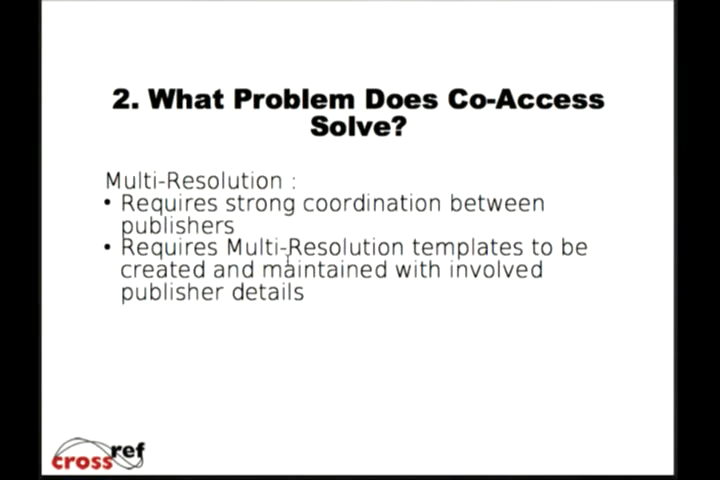 2. What Problem Does Co-Access
Solve?
Multi-Resolution :
• Requires strong coordination between
publishers
• Requires Multi-Resolution templates to be
created and maintained with involved
publisher details
crossref